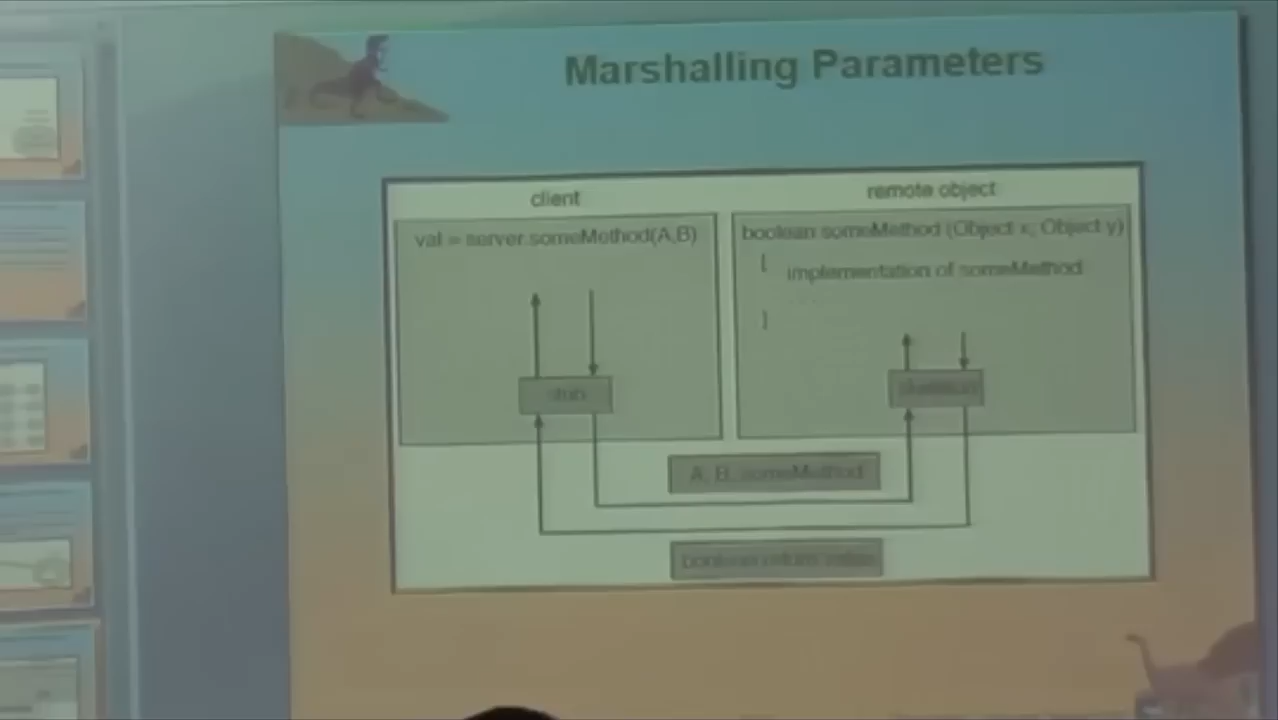 Marshalling Parameters
client
remote object
val = server.someMethod(A,B)
boolean someMethod (Object x, Object y)
{
implementation of someMethod
. . .
}
stub
skeleton
A, B, someMethod
boolean return value